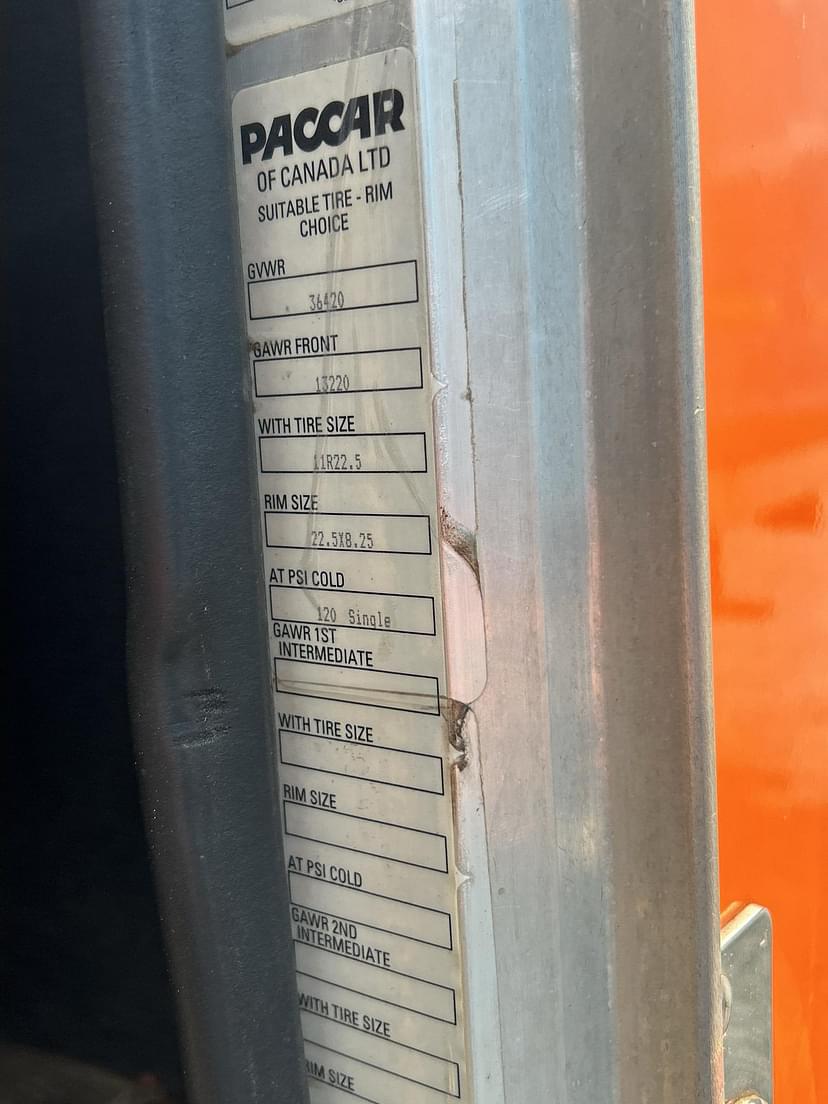 PACCAR
OF CANADA LTD
SUITABLE TIRE - RIM
CHOICE
GVWR
36420
GAWR FRONT
13220
WITH TIRE SIZE
11R22.5
RIM SIZE
22.5X8.25
AT PSI COLD
120 Single
GAWR 1ST
INTERMEDIATE
WITH TIRE SIZE
RIM SIZE
AT PSI COLD
GAWR 2ND
INTERMEDIATE
WITH TIRE SIZE
RIM SIZE